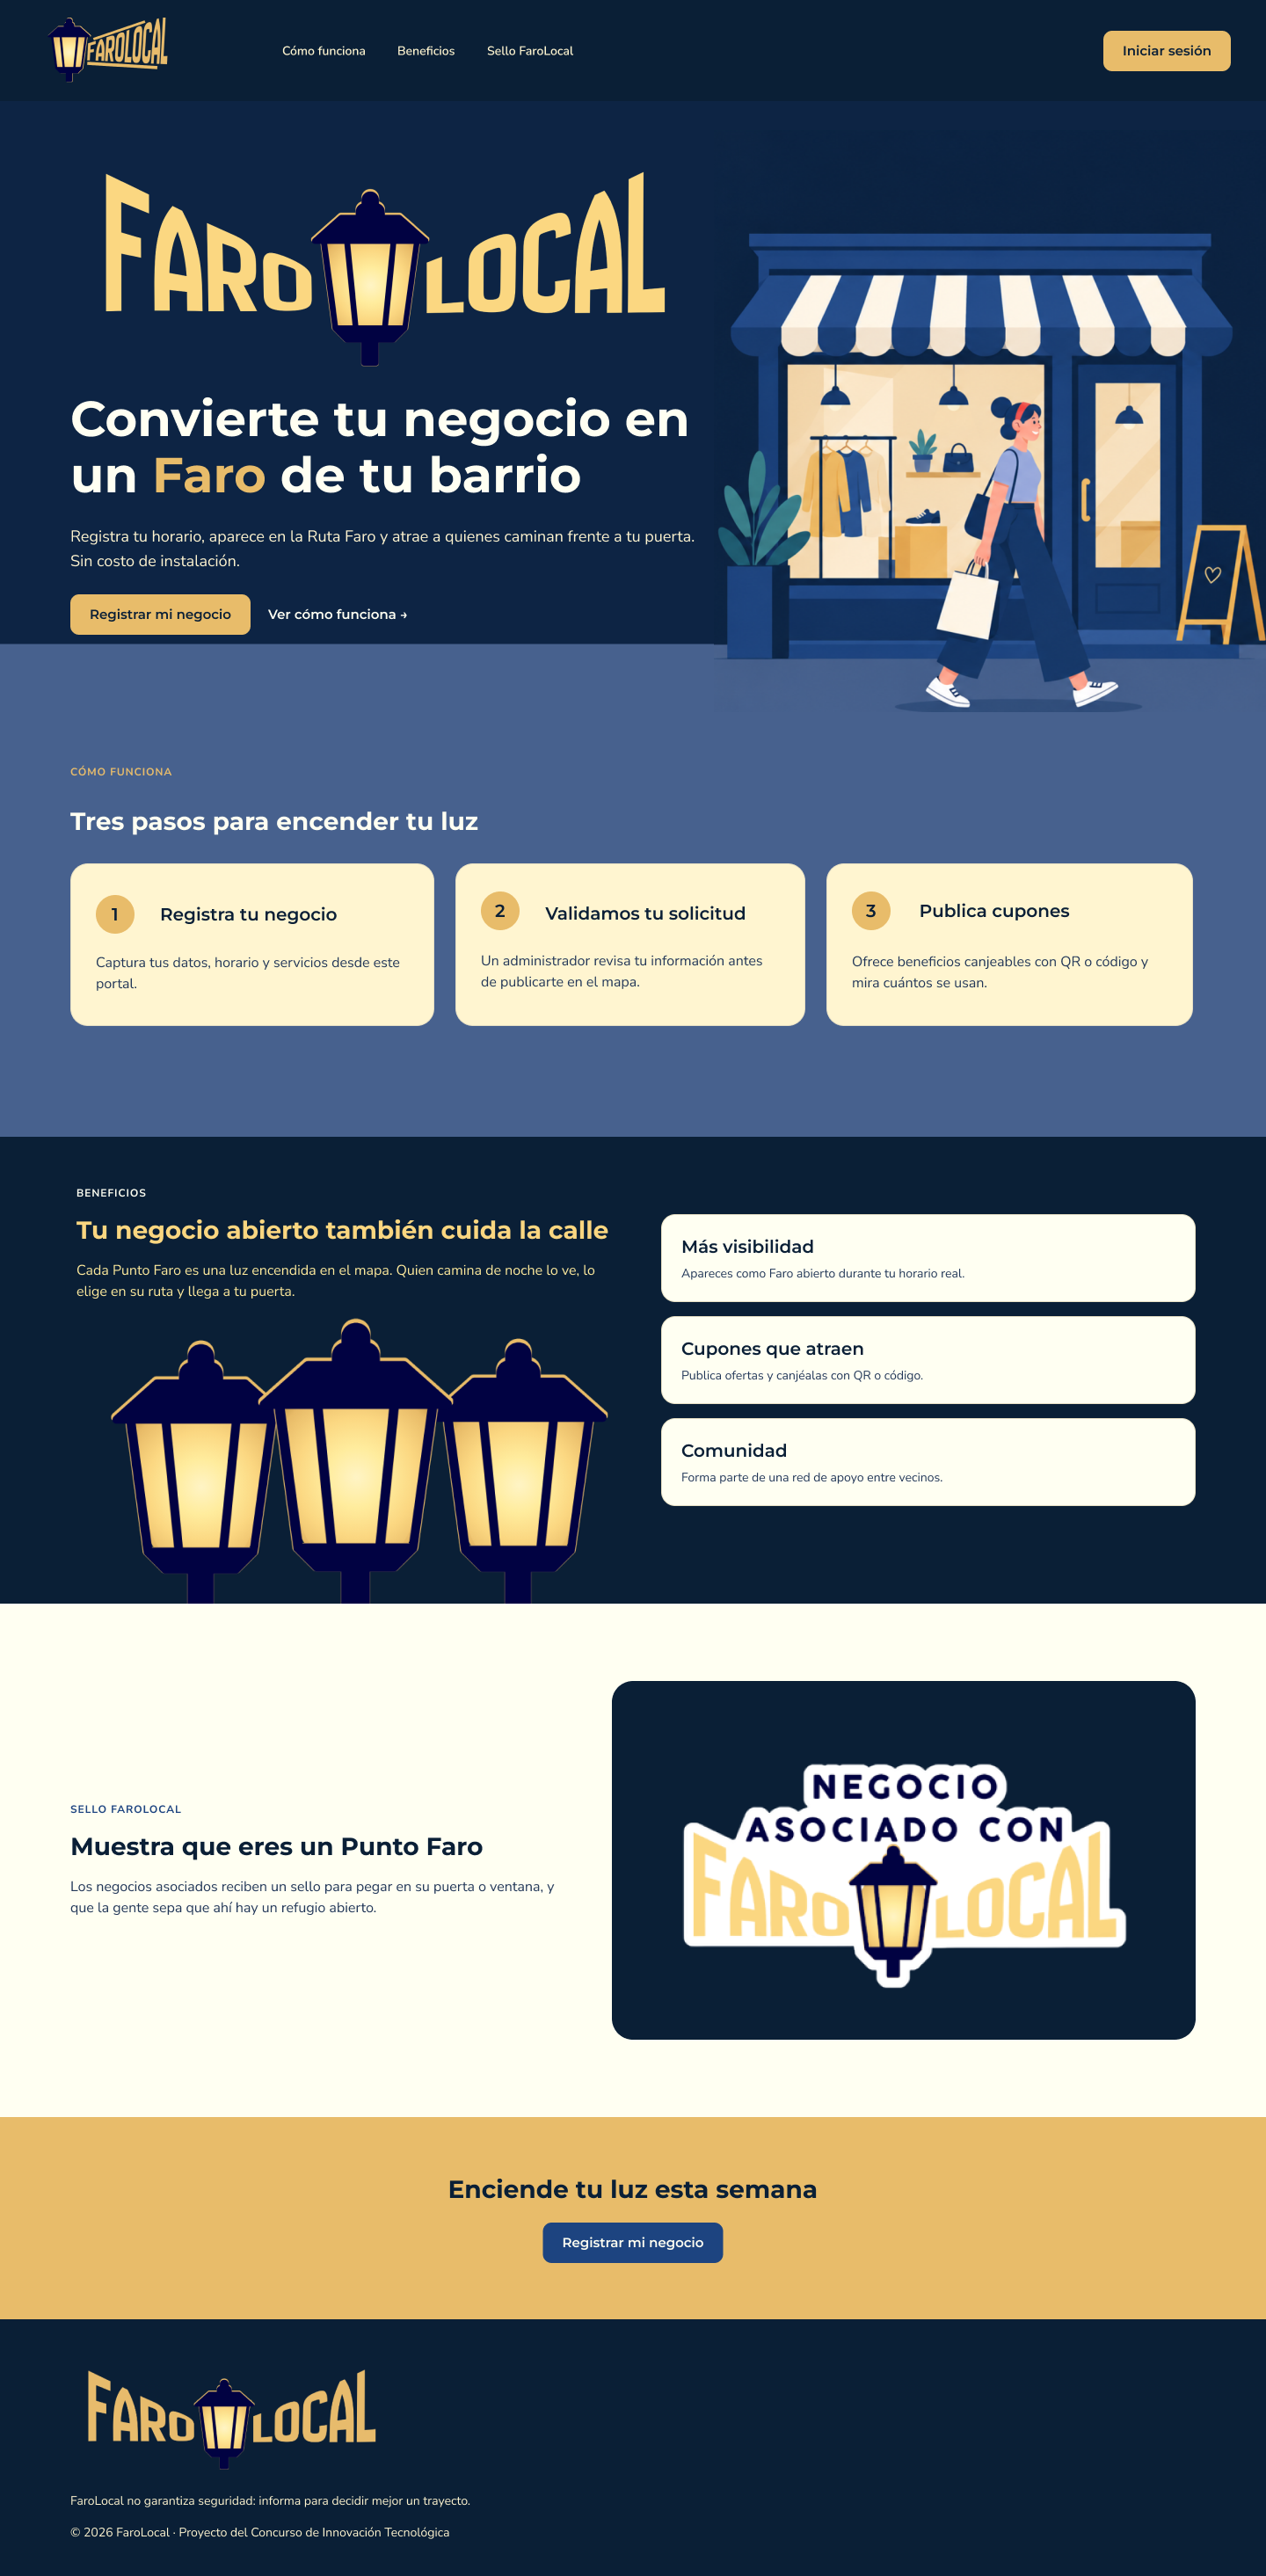 FAROLOCAL
Cómo funciona
Beneficios
Sello FaroLocal
Iniciar sesión
FARO LOCAL
Convierte tu negocio en
un Faro de tu barrio
Registra tu horario, aparece en la Ruta Faro y atrae a quienes caminan frente a tu puerta.
Sin costo de instalación.
Registrar mi negocio
Ver cómo funciona →
CÓMO FUNCIONA
Tres pasos para encender tu luz
1
Registra tu negocio
Captura tus datos, horario y servicios desde este
portal.
2
Validamos tu solicitud
Un administrador revisa tu información antes
de publicarte en el mapa.
3
Publica cupones
Ofrece beneficios canjeables con QR o código y
mira cuántos se usan.
BENEFICIOS
Tu negocio abierto también cuida la calle
Cada Punto Faro es una luz encendida en el mapa. Quien camina de noche lo ve, lo
elige en su ruta y llega a tu puerta.
Más visibilidad
Apareces como Faro abierto durante tu horario real.
Cupones que atraen
Publica ofertas y canjéalas con QR o código.
Comunidad
Forma parte de una red de apoyo entre vecinos.
SELLO FAROLOCAL
Muestra que eres un Punto Faro
Los negocios asociados reciben un sello para pegar en su puerta o ventana, y
que la gente sepa que ahí hay un refugio abierto.
NEGOCIO
ASOCIADO CON
FARO LOCAL
Enciende tu luz esta semana
Registrar mi negocio
FARO LOCAL
FaroLocal no garantiza seguridad: informa para decidir mejor un trayecto.
© 2026 FaroLocal · Proyecto del Concurso de Innovación Tecnológica